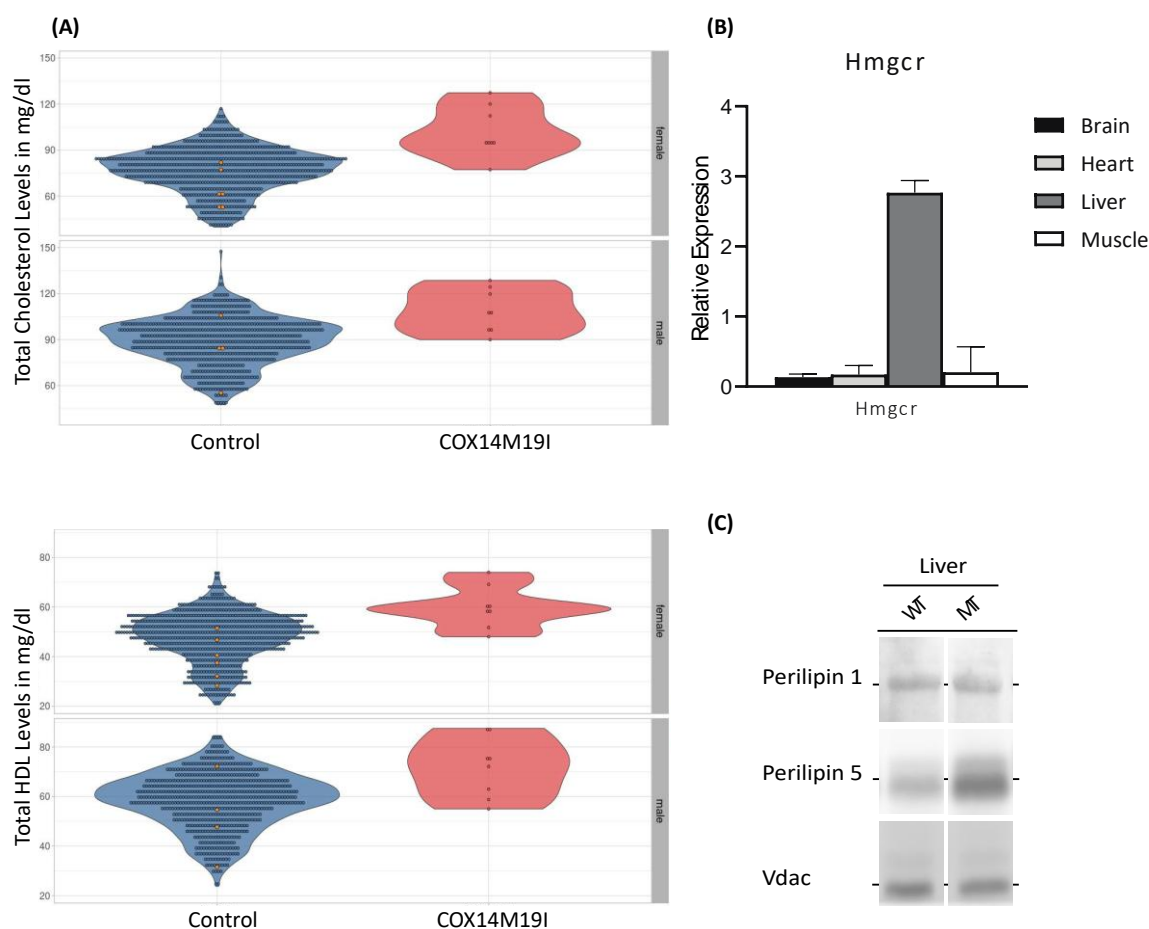 (A)
Total Cholesterol Levels in mg/dl
150
120
90
60
female
150
120
90
60
male
Control
COX14M19I
(B)
Hmgcr
Relative Expression
4
3
2
1
0
Hmgcr
Brain
Heart
Liver
Muscle
Total HDL Levels in mg/dl
80
60
40
20
female
80
60
40
20
male
Control
COX14M19I
(C)
Liver
WT
MT
Perilipin 1
Perilipin 5
Vdac